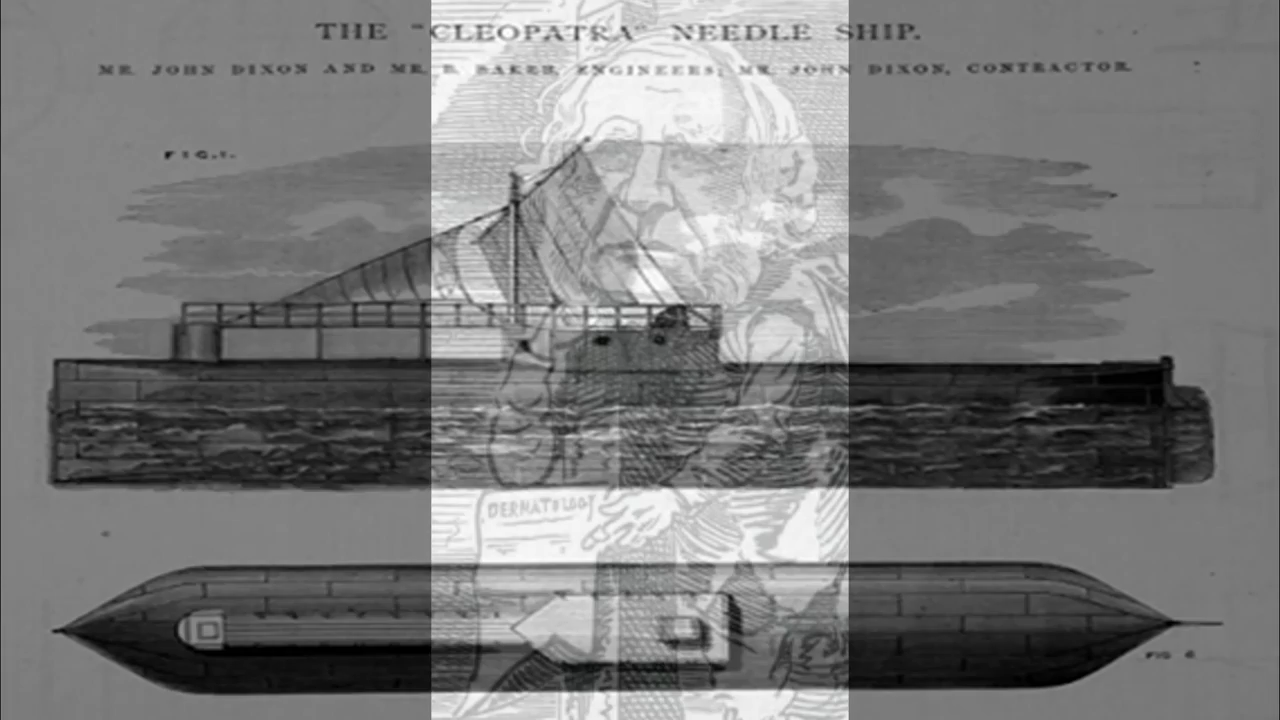 THE "CLEOPATRA" NEEDLE SHIP.
MR. JOHN DIXON AND MR. B. BAKER, ENGINEERS; MR. JOHN DIXON, CONTRACTOR.
FIG.1.
DERMATOLOGY
FIG 6